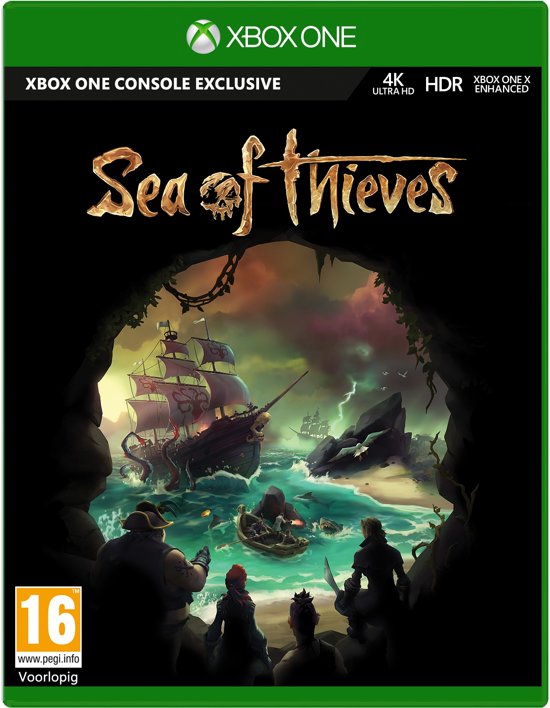 XBOX ONE
XBOX ONE CONSOLE EXCLUSIVE
4K
ULTRA HD
HDR
XBOX ONE X
ENHANCED
Sea of Thieves
16
www.pegi.info
Voorlopig